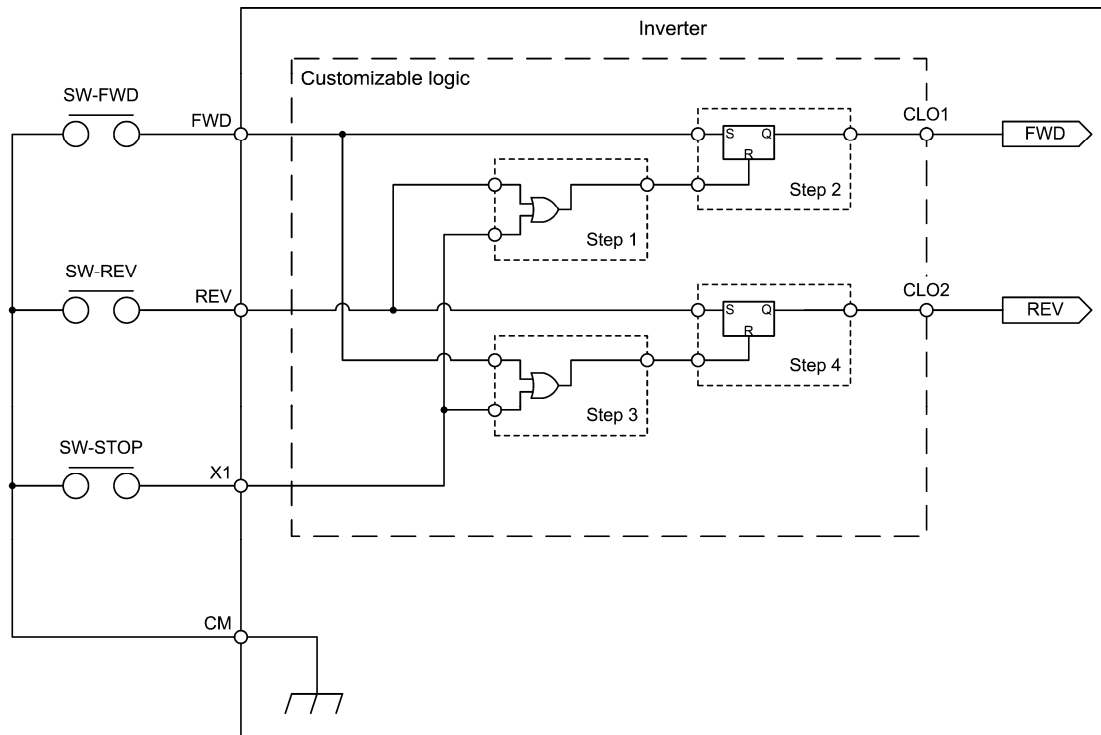 Inverter
Customizable logic
SW-FWD
FWD
CLO1
FWD
S
Q
R
Step 2
Step 1
SW-REV
REV
CLO2
REV
S
Q
R
Step 4
Step 3
SW-STOP
X1
CM